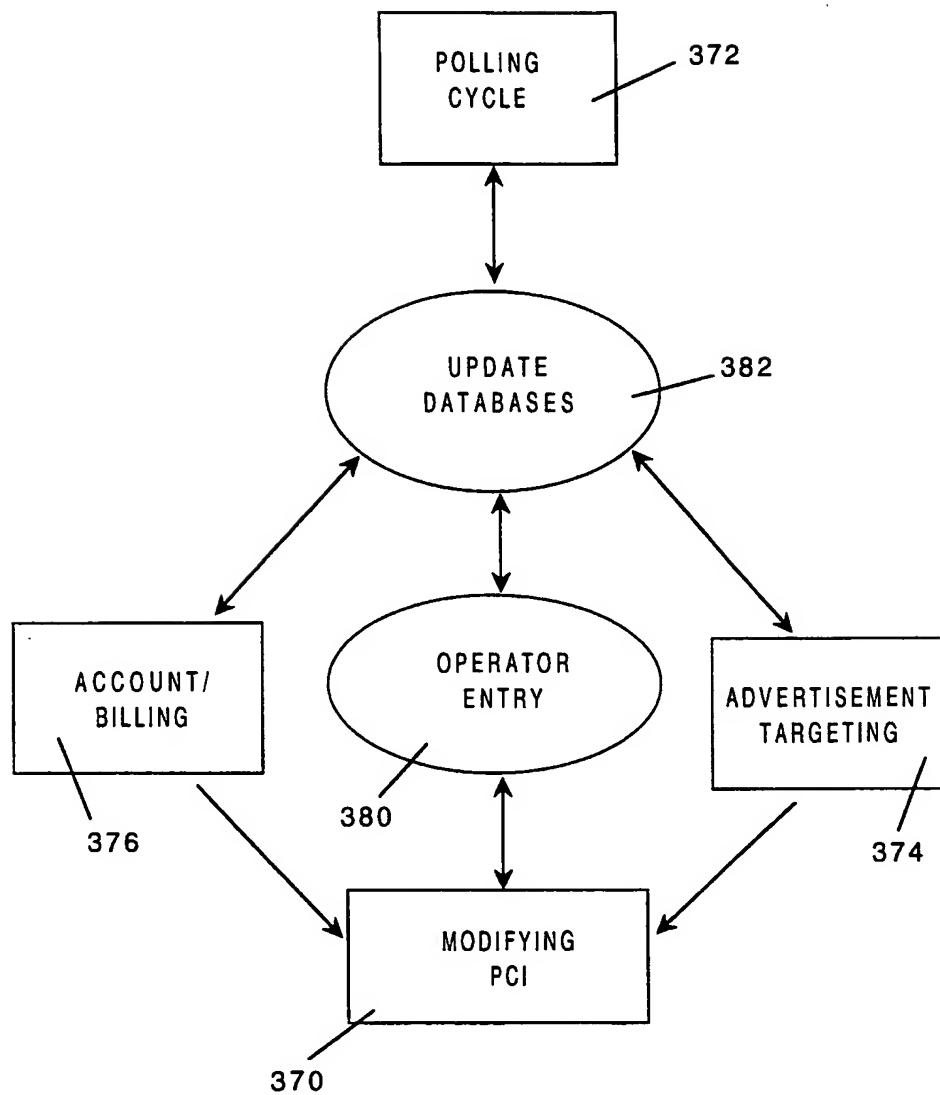 POLLING
CYCLE
372
UPDATE
DATABASES
382
ACCOUNT/
BILLING
376
OPERATOR
ENTRY
380
ADVERTISEMENT
TARGETING
374
MODIFYING
PCI
370